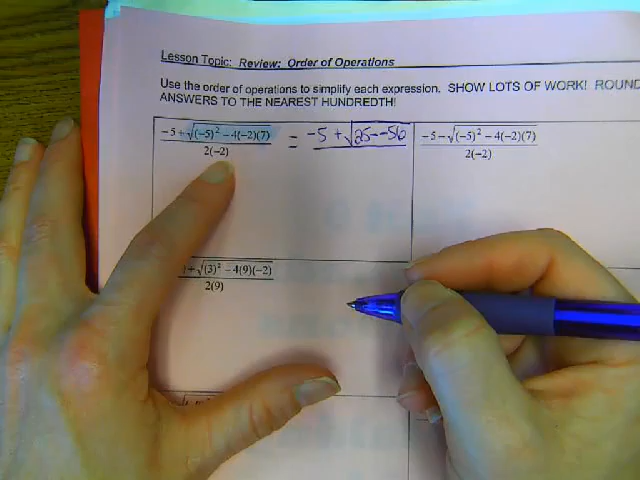 Lesson Topic: Review: Order of Operations
Use the order of operations to simplify each expression. SHOW LOTS OF WORK! ROUND
ANSWERS TO THE NEAREST HUNDREDTH!
−5 + √(−5)² − 4(−2)(7) = −5 + √25−−56 −5 − √(−5)² − 4(−2)(7)
2(−2) 2(−2)
+ √(3)² − 4(9)(−2)
2(9)